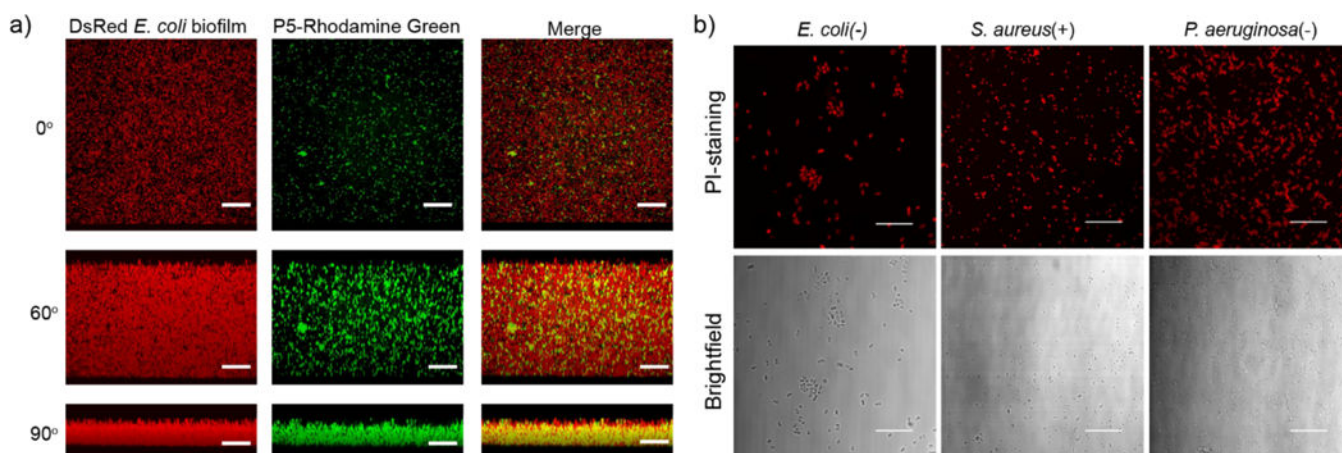 a)
DsRed E. coli biofilm P5-Rhodamine Green Merge
0°
60°
90°
b)
E. coli(-) S. aureus(+) P. aeruginosa(-)
PI-staining
Brightfield